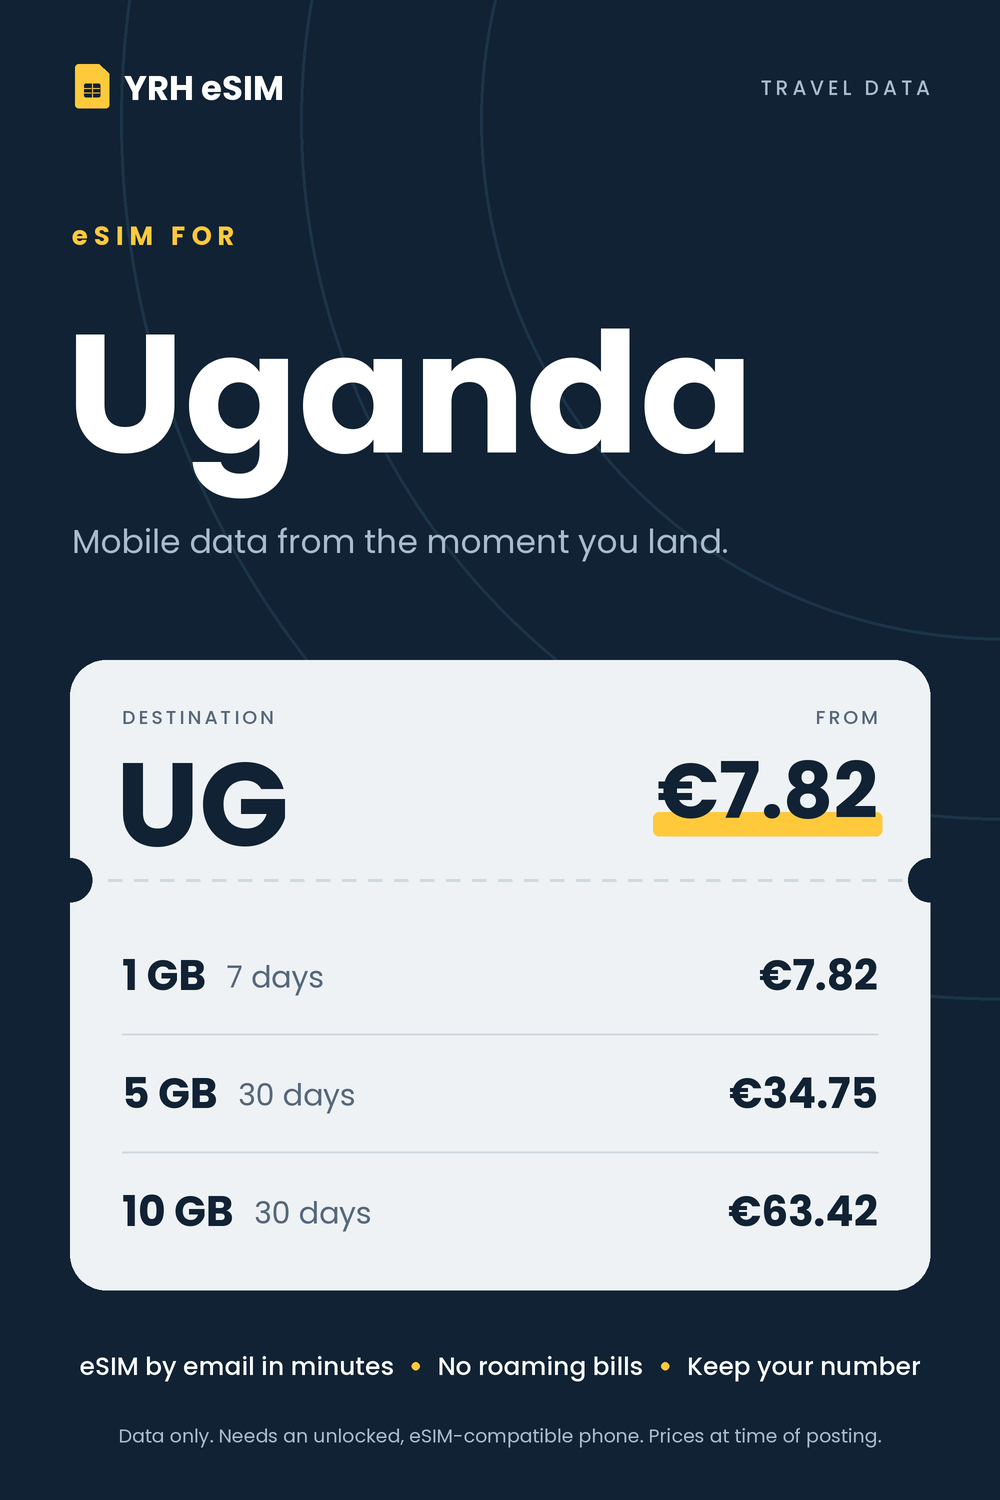 YRH eSIM
TRAVEL DATA
eSIM FOR
Uganda
Mobile data from the moment you land.
DESTINATION
FROM
UG
€7.82
1 GB 7 days €7.82
5 GB 30 days €34.75
10 GB 30 days €63.42
eSIM by email in minutes • No roaming bills • Keep your number
Data only. Needs an unlocked, eSIM-compatible phone. Prices at time of posting.